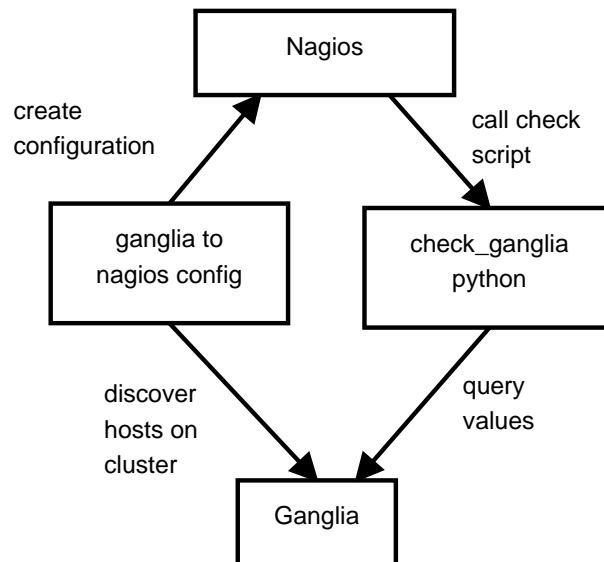 Nagios
create
configuration
call check
script
ganglia to
nagios config
check_ganglia
python
discover
hosts on
cluster
query
values
Ganglia